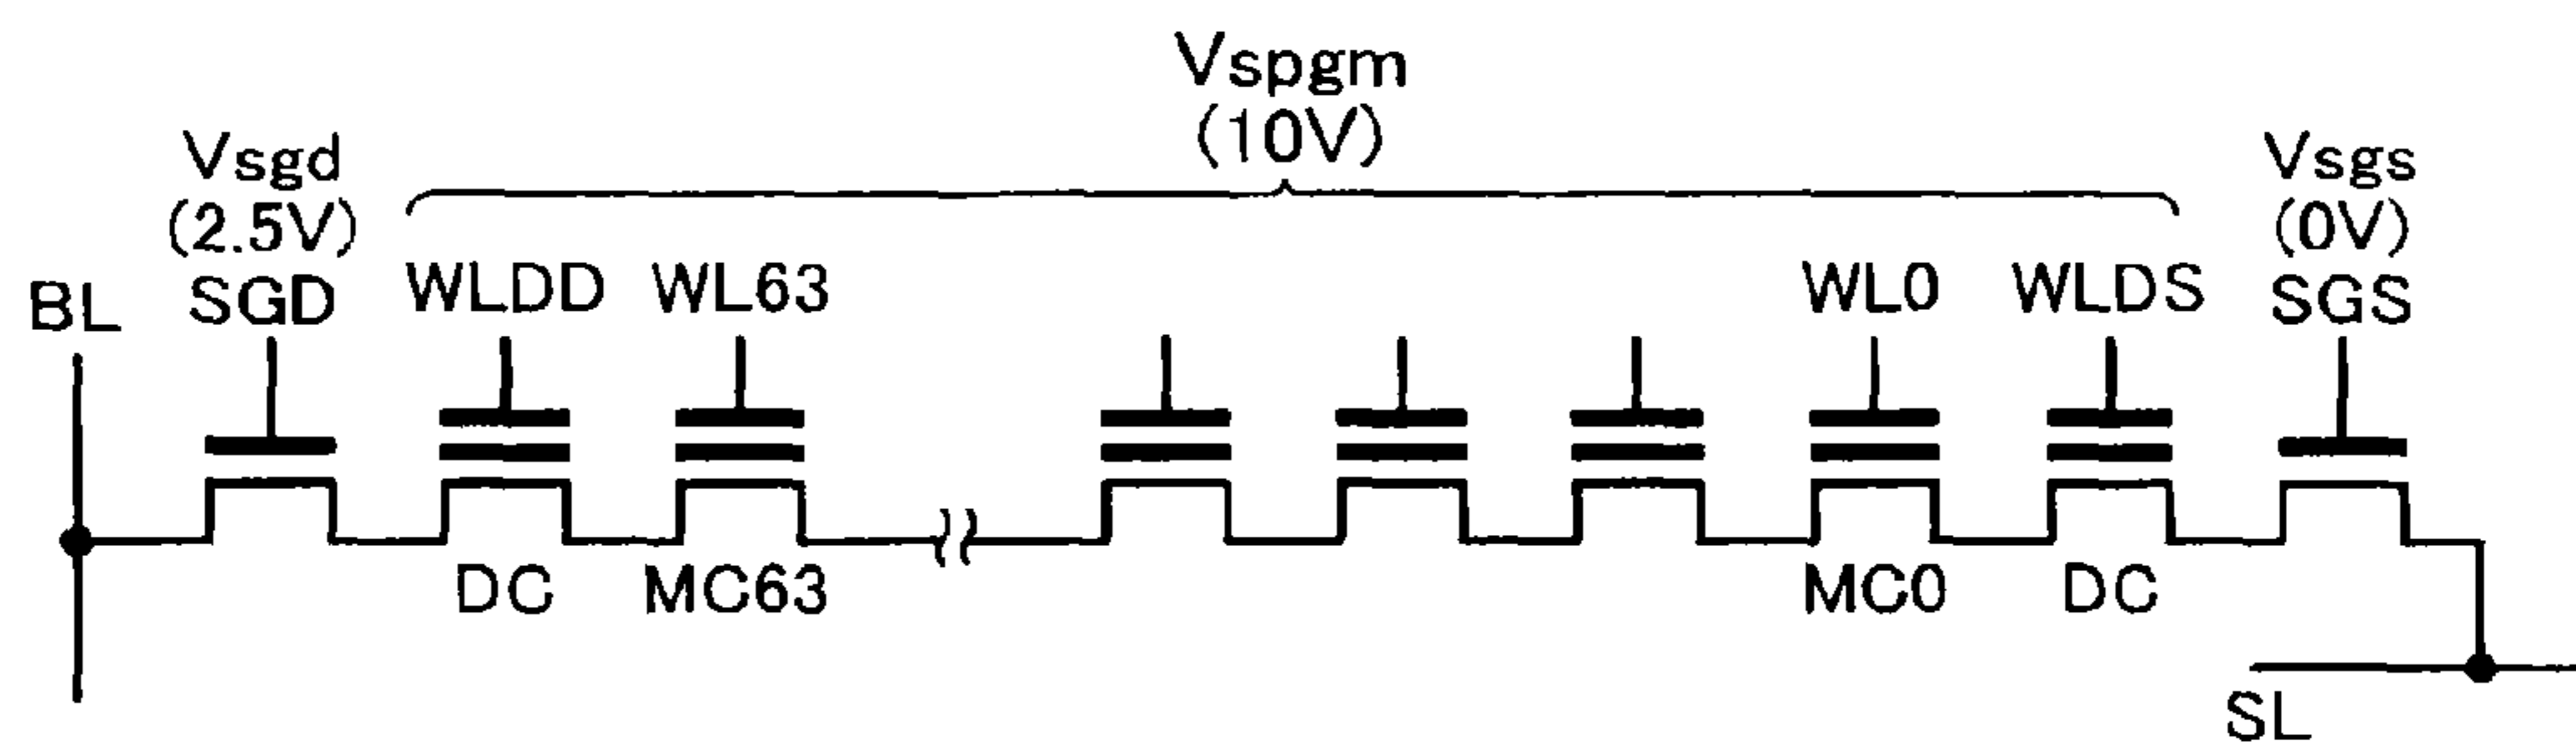 Vspgm
(10V)
Vsgd
(2.5V)
Vsgs
(0V)
BL SGD WLDD WL63 WL0 WLDS SGS
DC MC63 MC0 DC
SL